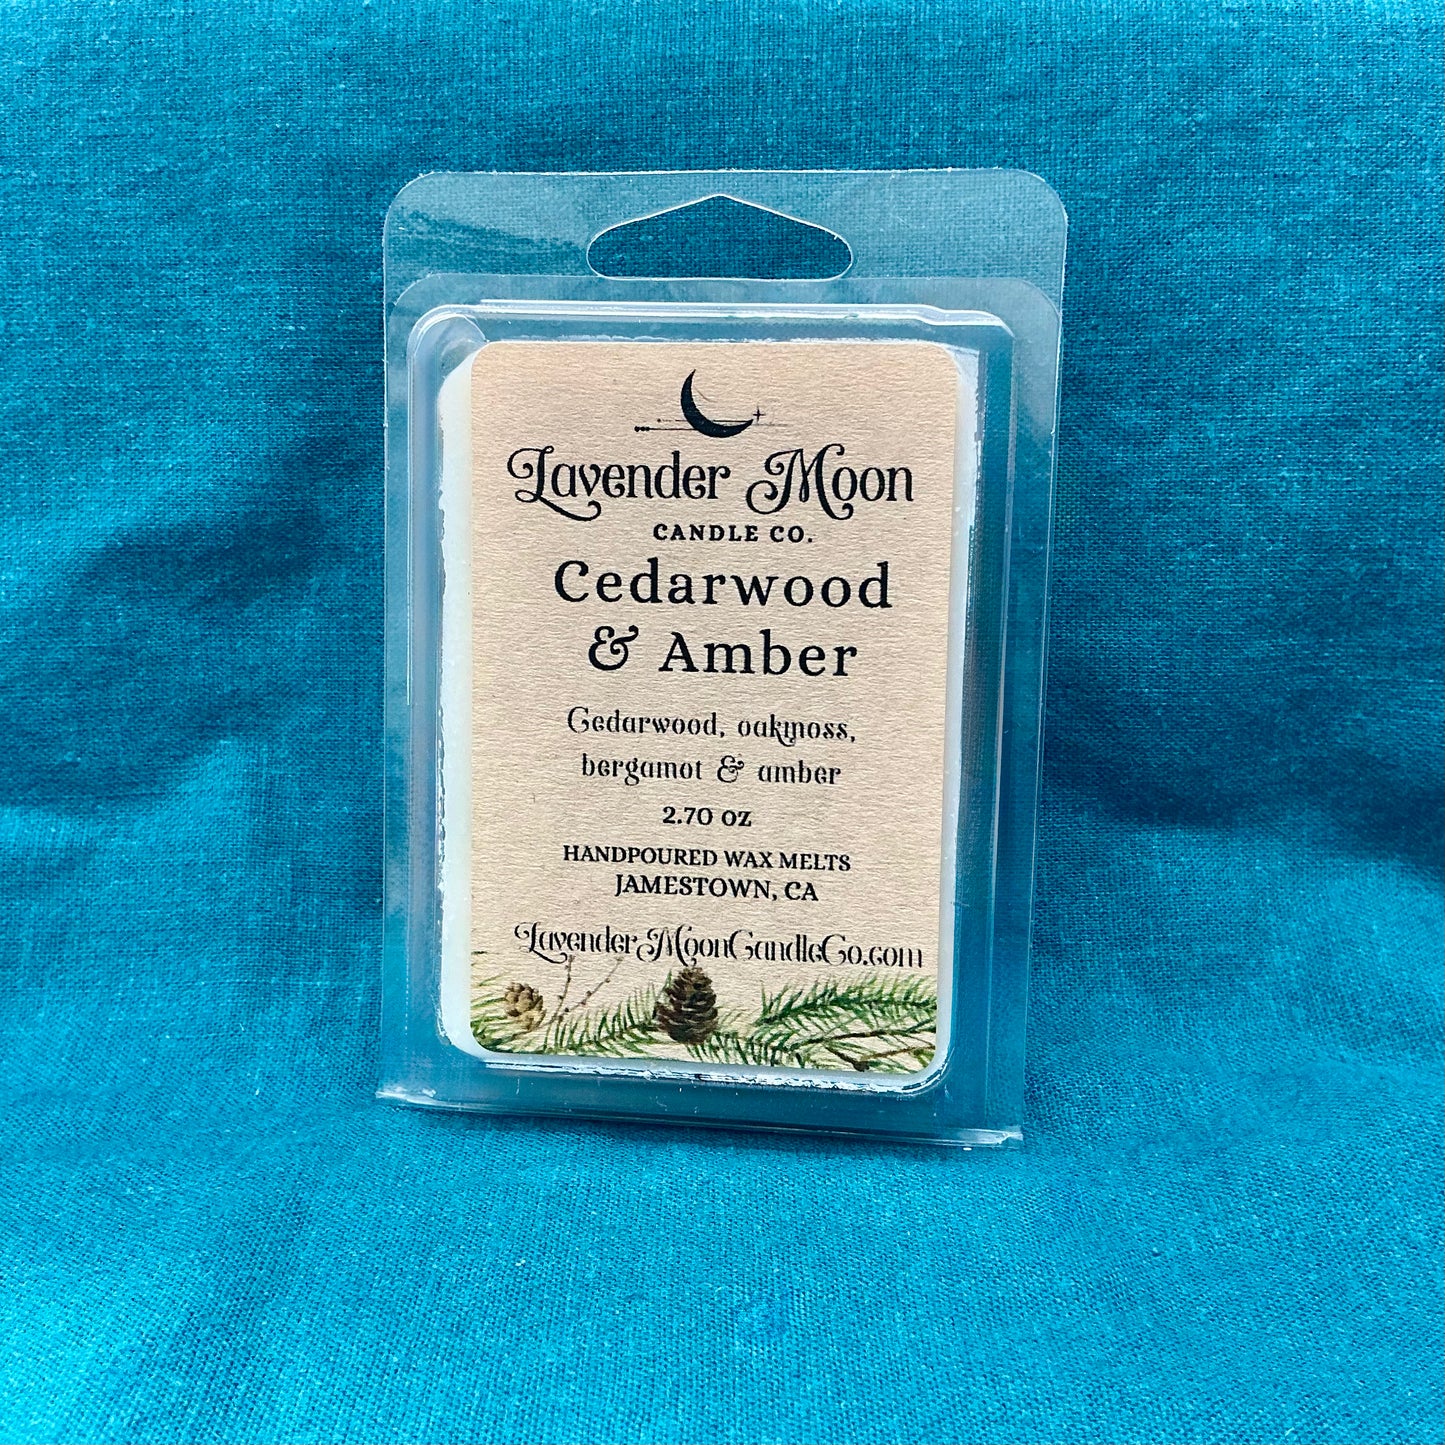 Lavender Moon
CANDLE CO.
Cedarwood
& Amber
Cedarwood, oakmoss,
bergamot & amber
2.70 oz
HANDPOURED WAX MELTS
JAMESTOWN, CA
LavenderMoonCandleCo.com